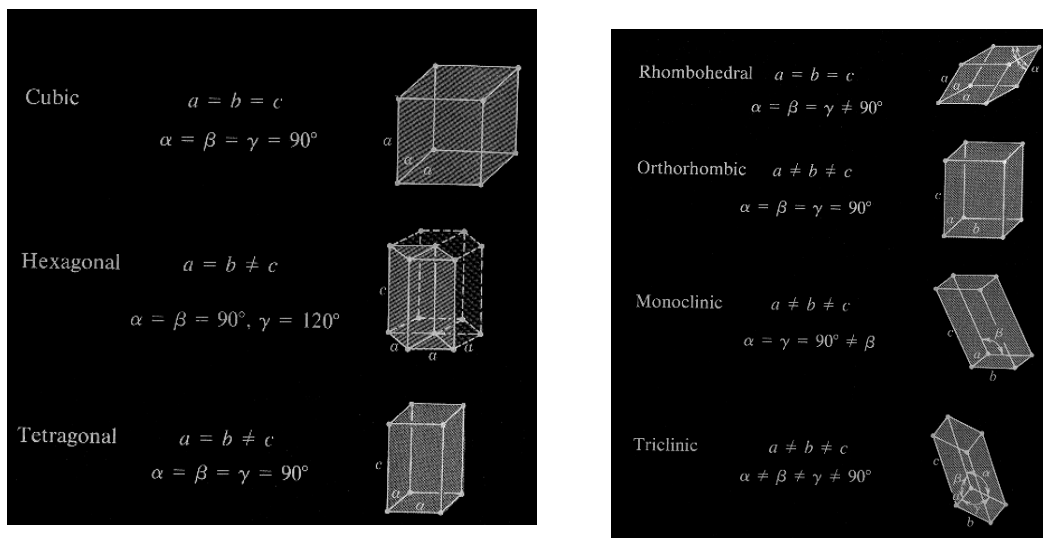 Cubic
a = b = c
α = β = γ = 90°
a
a
a
Hexagonal
a = b ≠ c
α = β = 90°, γ = 120°
c
a
a
a
Tetragonal
a = b ≠ c
α = β = γ = 90°
c
a
a
Rhombohedral
a = b = c
α = β = γ ≠ 90°
a
a
a
α
Orthorhombic
a ≠ b ≠ c
α = β = γ = 90°
c
a
b
Monoclinic
a ≠ b ≠ c
α = γ = 90° ≠ β
c
β
a
b
Triclinic
a ≠ b ≠ c
α ≠ β ≠ γ ≠ 90°
c
β
α
γ
b